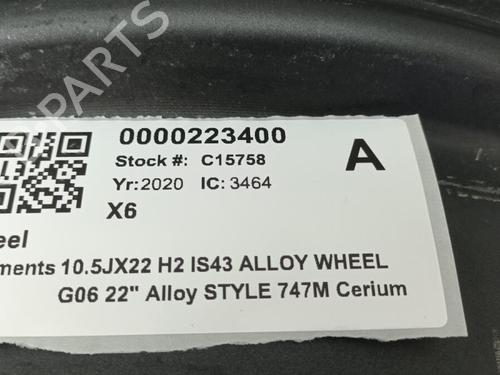 0000223400
A
Stock #: C15758
Yr:2020 IC: 3464
X6
eel
ments 10.5JX22 H2 IS43 ALLOY WHEEL
G06 22" Alloy STYLE 747M Cerium